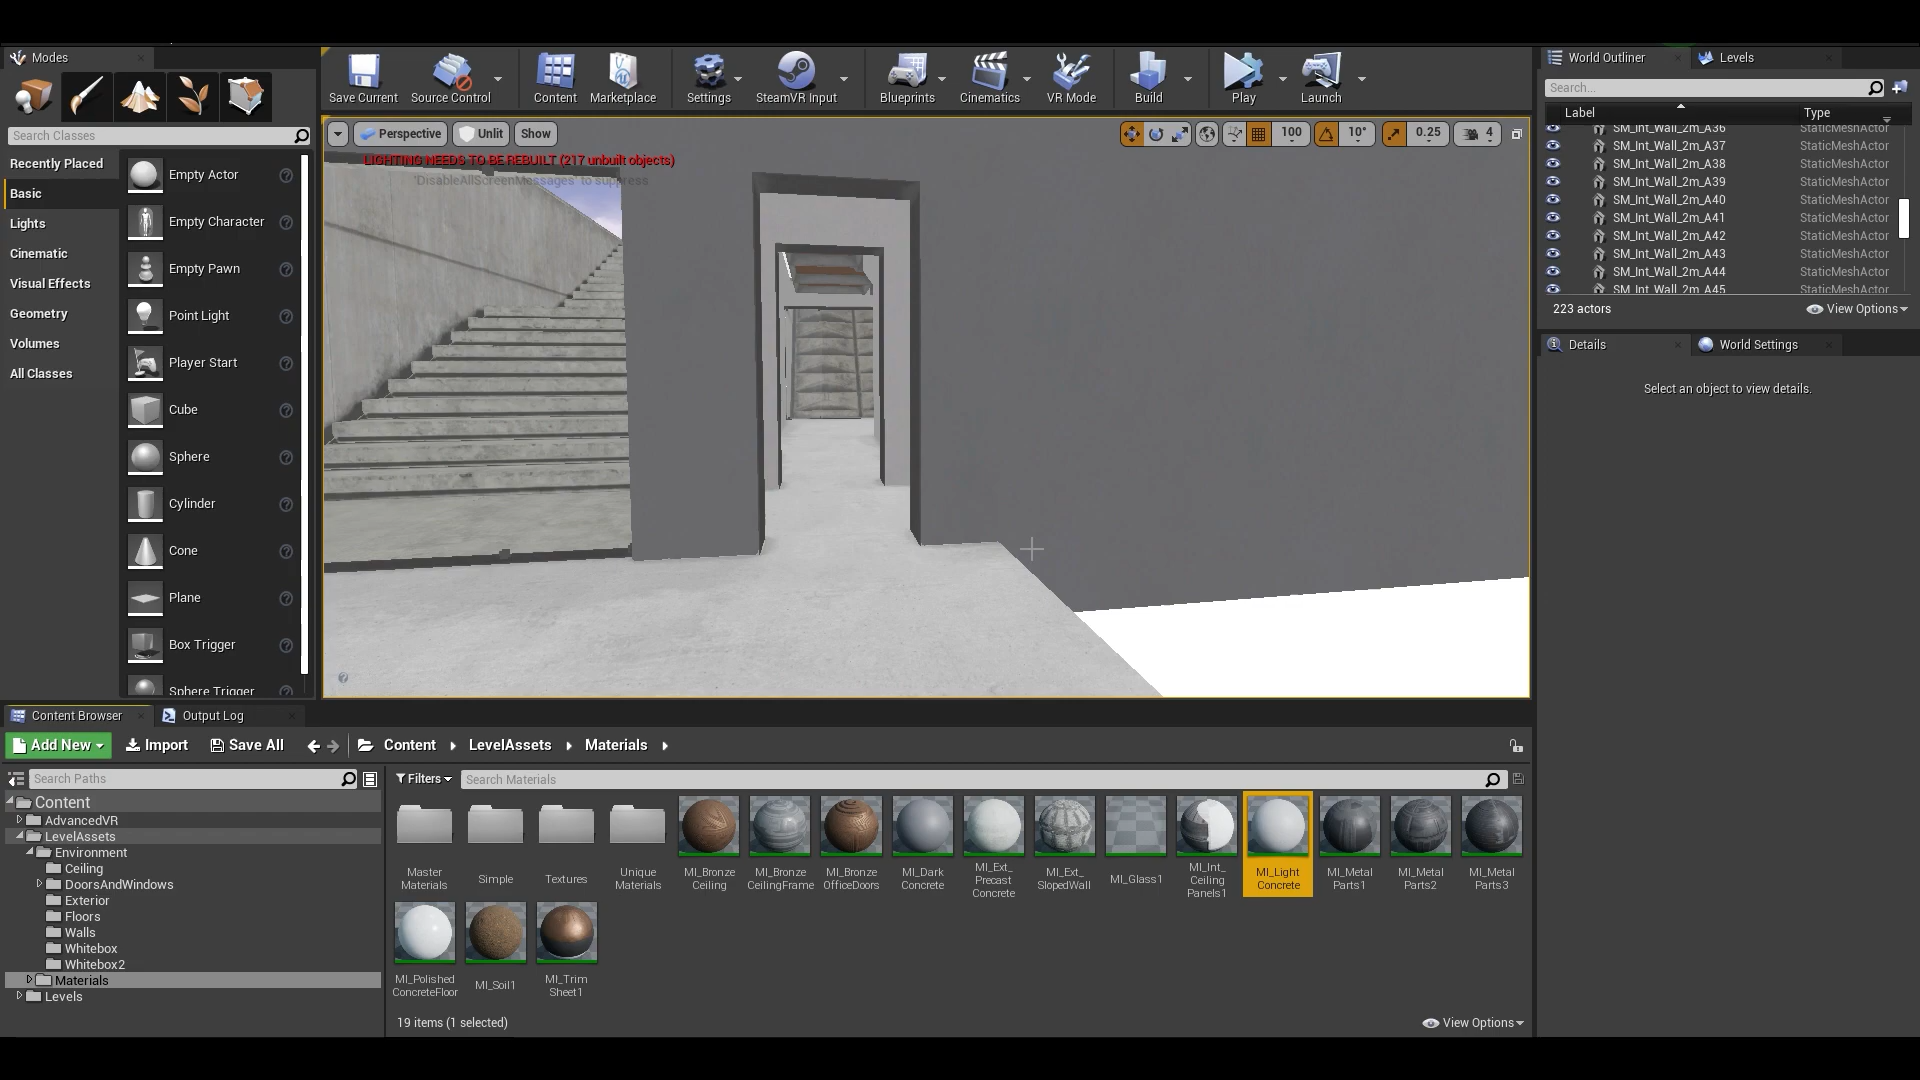 Modes
Search Classes
Recently Placed
Basic
Lights
Cinematic
Visual Effects
Geometry
Volumes
All Classes
Empty Actor
Empty Character
Empty Pawn
Point Light
Player Start
Cube
Sphere
Cylinder
Cone
Plane
Box Trigger
Sphere Trigger
Save Current
Source Control
Content
Marketplace
Settings
SteamVR Input
Blueprints
Cinematics
VR Mode
Build
Play
Launch
Perspective
Unlit
Show
100
10°
0.25
4
LIGHTING NEEDS TO BE REBUILT (217 unbuilt objects)
'DisableAllScreenMessages' to suppress
World Outliner
Levels
Search...
Label Type
SM_Int_Wall_2m_A36 StaticMeshActor
SM_Int_Wall_2m_A37 StaticMeshActor
SM_Int_Wall_2m_A38 StaticMeshActor
SM_Int_Wall_2m_A39 StaticMeshActor
SM_Int_Wall_2m_A40 StaticMeshActor
SM_Int_Wall_2m_A41 StaticMeshActor
SM_Int_Wall_2m_A42 StaticMeshActor
SM_Int_Wall_2m_A43 StaticMeshActor
SM_Int_Wall_2m_A44 StaticMeshActor
SM_Int_Wall_2m_A45 StaticMeshActor
223 actors
View Options
Details
World Settings
Select an object to view details.
Content Browser
Output Log
Add New
Import
Save All
Content
LevelAssets
Materials
Search Paths
Content
AdvancedVR
LevelAssets
Environment
Ceiling
DoorsAndWindows
Exterior
Floors
Walls
Whitebox
Whitebox2
Materials
Levels
Filters
Search Materials
Master
Materials
Simple
Textures
Unique
Materials
MI_Bronze
Ceiling
MI_Bronze
CeilingFrame
MI_Bronze
OfficeDoors
MI_Dark
Concrete
MI_Ext_
Precast
Concrete
MI_Ext_
SlopedWall
MI_Glass1
MI_Int_
Ceiling
Panels1
MI_Light
Concrete
MI_Metal
Parts1
MI_Metal
Parts2
MI_Metal
Parts3
MI_Polished
ConcreteFloor
MI_Soil1
MI_Trim
Sheet1
19 items (1 selected)
View Options